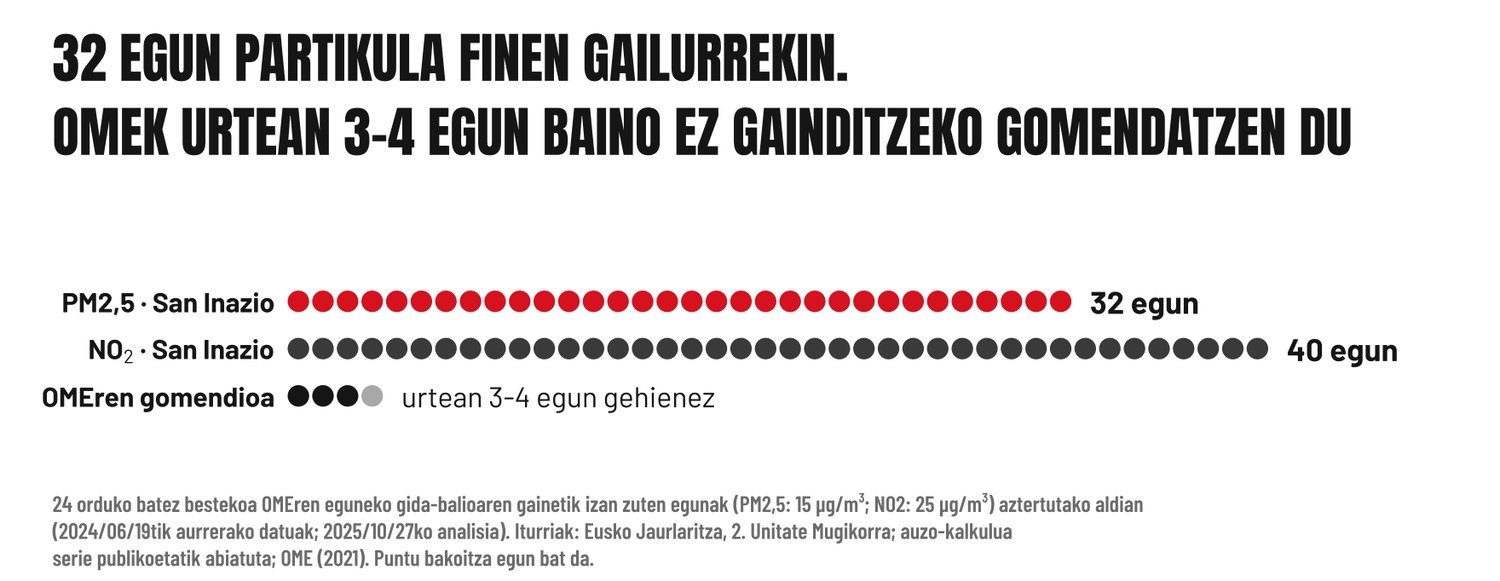 32 EGUN PARTIKULA FINEN GAILURREKIN.
OMEK URTEAN 3-4 EGUN BAINO EZ GAINDITZEKO GOMENDATZEN DU
PM2,5 · San Inazio 32 egun
NO₂ · San Inazio 40 egun
OMEren gomendioa urtean 3-4 egun gehienez
24 orduko batez bestekoa OMEren eguneko gida-balioaren gainetik izan zuten egunak (PM2,5: 15 µg/m³; NO2: 25 µg/m³) aztertutako aldian
(2024/06/19tik aurrerako datuak; 2025/10/27ko analisia). Iturriak: Eusko Jaurlaritza, 2. Unitate Mugikorra; auzo-kalkulua
serie publikoetatik abiatuta; OME (2021). Puntu bakoitza egun bat da.